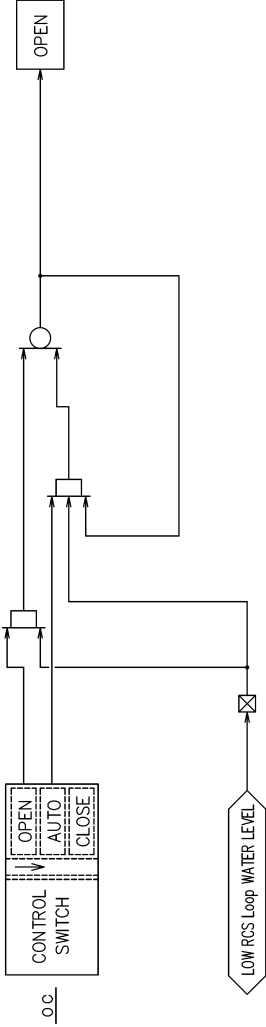 OPEN
OPEN
AUTO
CLOSE
CONTROL
SWITCH
OC
LOW RCS Loop WATER LEVEL